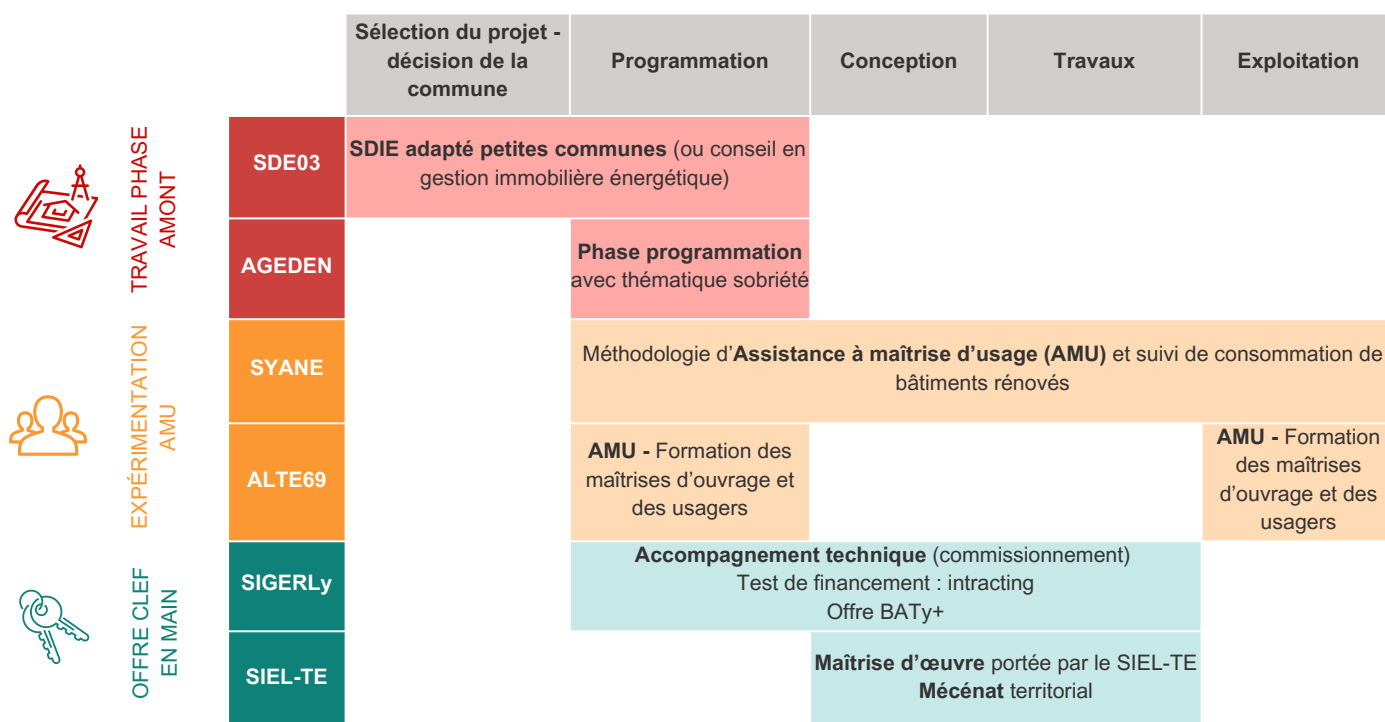 Sélection du projet -
décision de la
commune
Programmation
Conception
Travaux
Exploitation
TRAVAIL PHASE
AMONT
SDE03
SDIE adapté petites communes (ou conseil en
gestion immobilière énergétique)
AGEDEN
Phase programmation
avec thématique sobriété
EXPÉRIMENTATION
AMU
SYANE
Méthodologie d’Assistance à maîtrise d’usage (AMU) et suivi de consommation de
bâtiments rénovés
ALTE69
AMU - Formation des
maîtrises d’ouvrage et
des usagers
AMU - Formation
des maîtrises
d’ouvrage et des
usagers
OFFRE CLEF
EN MAIN
SIGERLy
Accompagnement technique (commissionnement)
Test de financement : intracting
Offre BATy+
SIEL-TE
Maîtrise d’œuvre portée par le SIEL-TE
Mécénat territorial